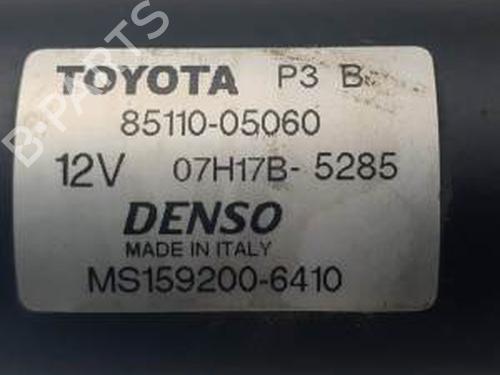 TOYOTA P3 B
85110-05060
12V 07H17B-5285
DENSO
MADE IN ITALY
MS159200-6410
B-PARTS